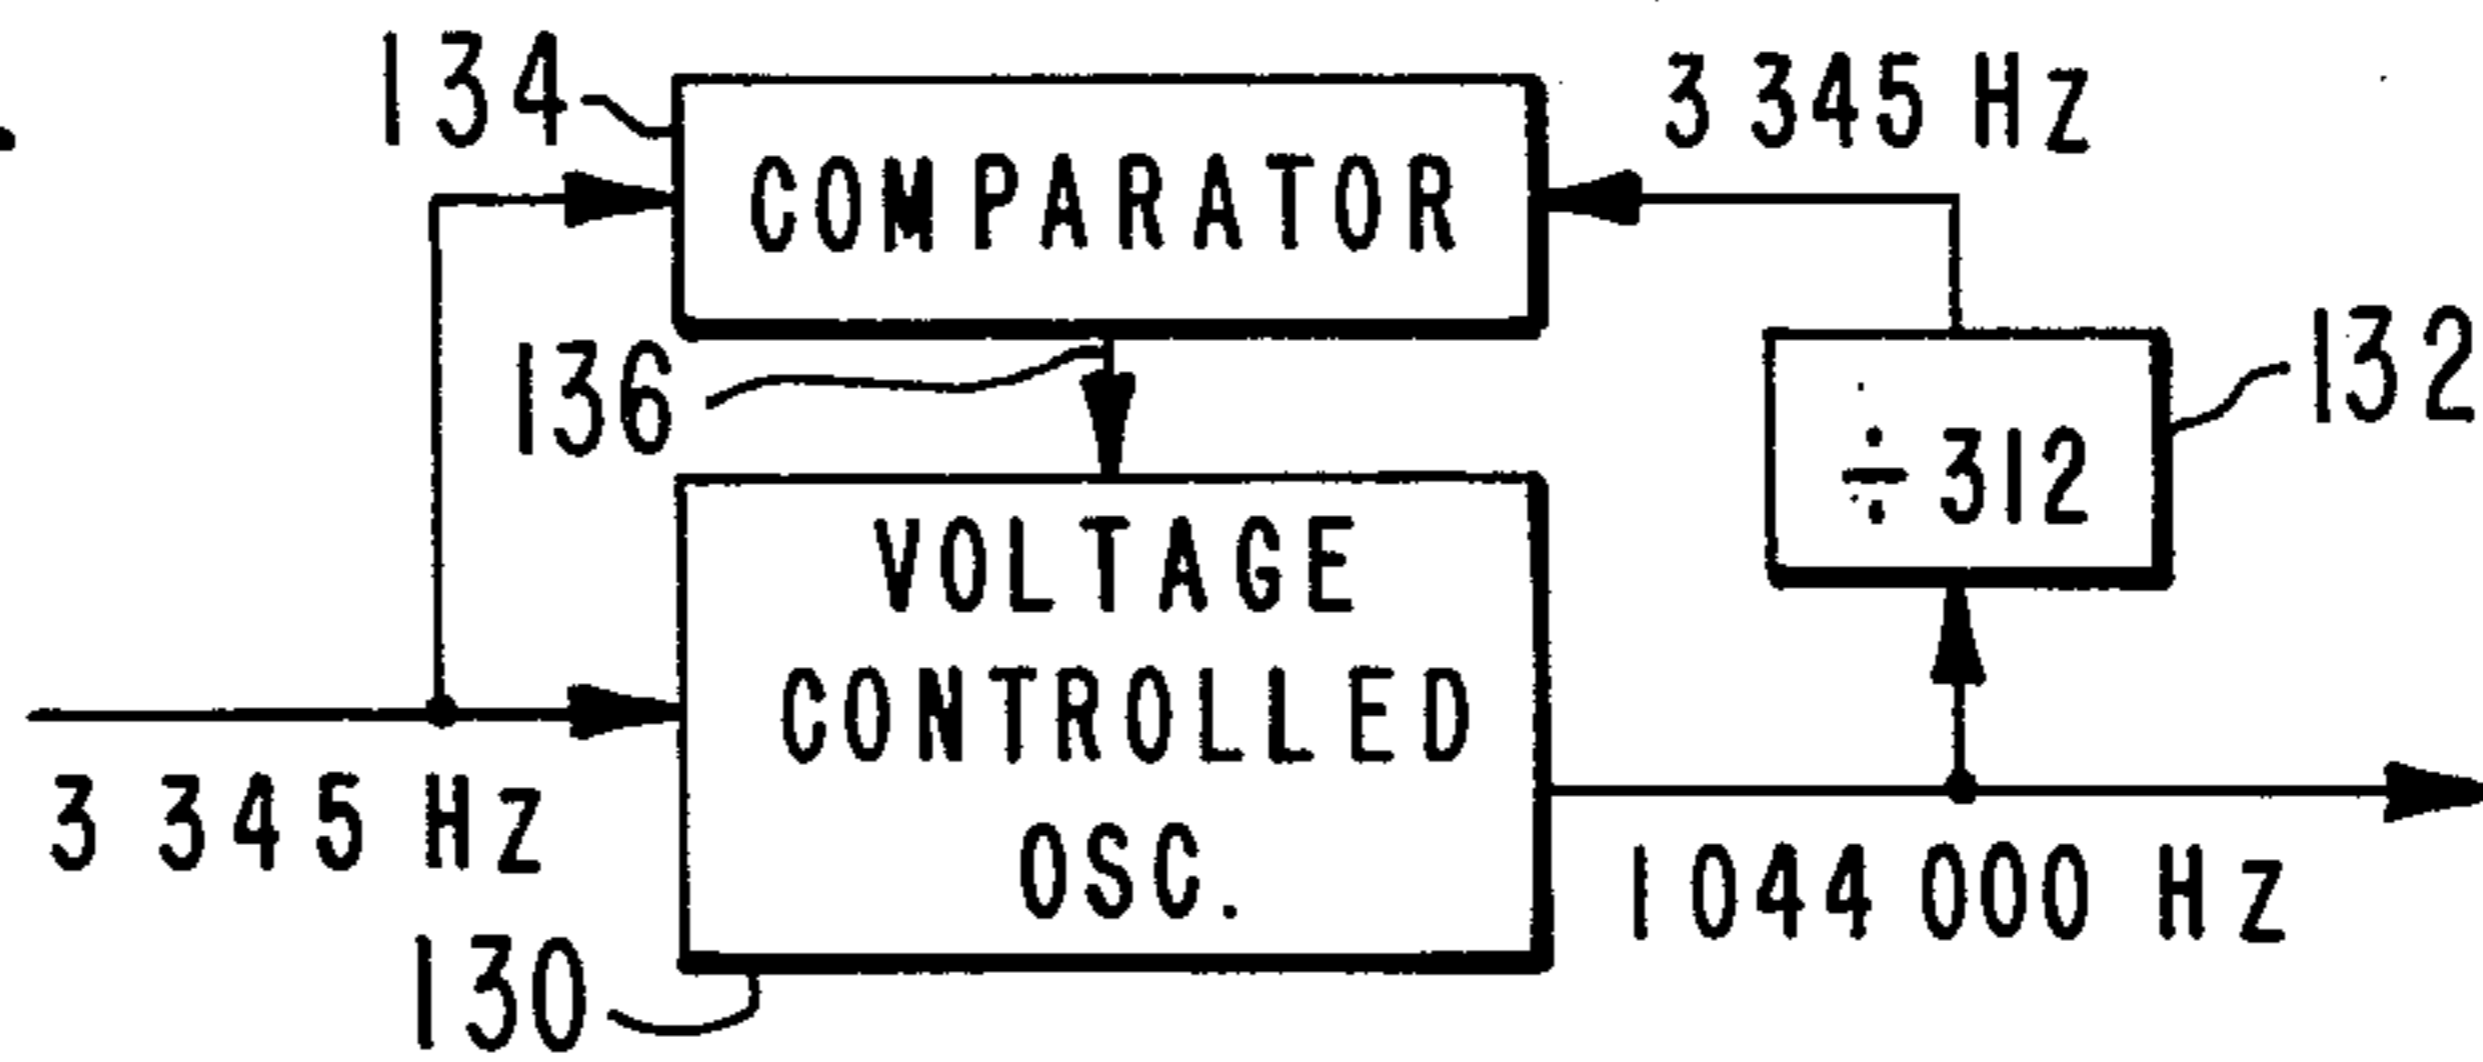 134
3 345 HZ
COMPARATOR
136
132
÷ 312
VOLTAGE
CONTROLLED
OSC.
3 345 HZ
1 044 000 HZ
130